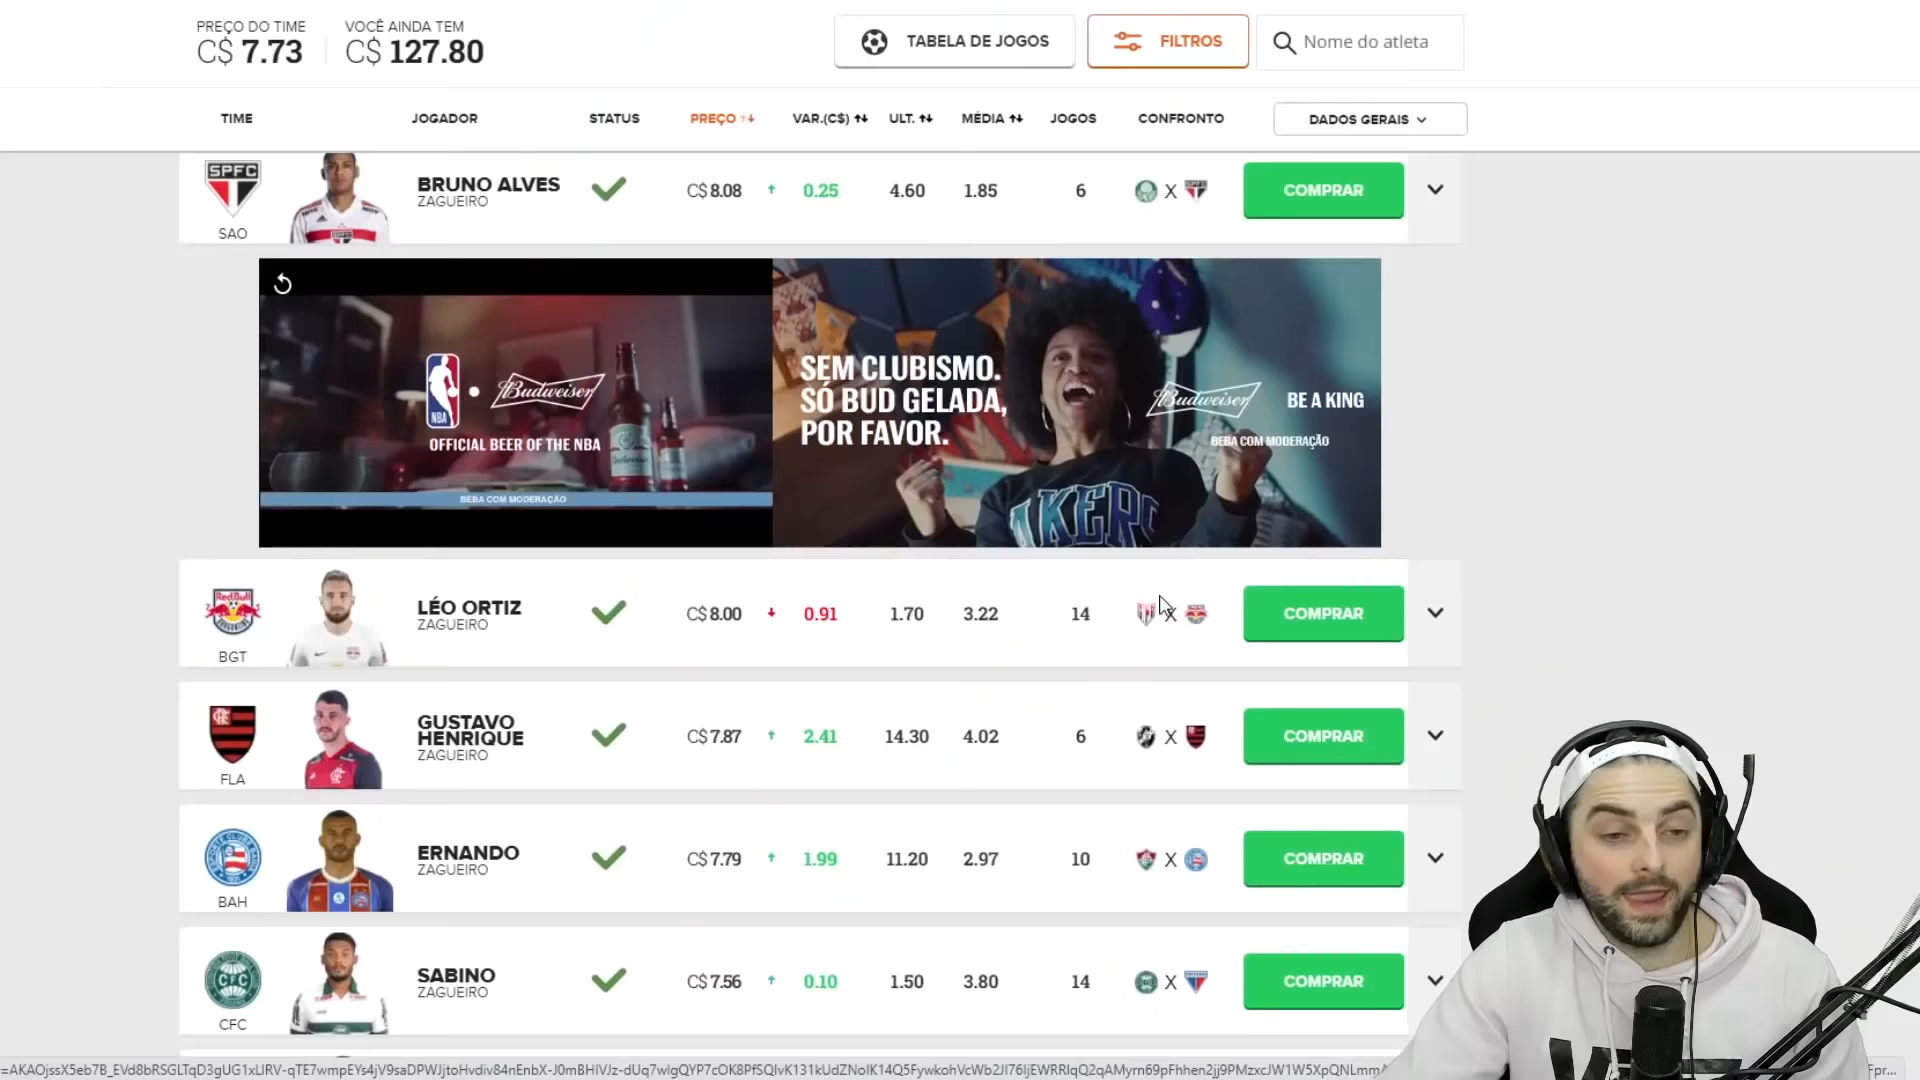 PREÇO DO TIME
C$ 7.73
VOCÊ AINDA TEM
C$ 127.80
TABELA DE JOGOS
FILTROS
Nome do atleta
TIME JOGADOR STATUS PREÇO VAR.(C$) ULT. MÉDIA JOGOS CONFRONTO DADOS GERAIS
SPFC
SAO
BRUNO ALVES
ZAGUEIRO
C$ 8.08 0.25 4.60 1.85 6 X COMPRAR
NBA
Budweiser
OFFICIAL BEER OF THE NBA
BEBA COM MODERAÇÃO
SEM CLUBISMO.
SÓ BUD GELADA,
POR FAVOR.
AKERS
Budweiser
BE A KING
BEBA COM MODERAÇÃO
RedBull
BGT
LÉO ORTIZ
ZAGUEIRO
C$ 8.00 0.91 1.70 3.22 14 X COMPRAR
FLA
GUSTAVO
HENRIQUE
ZAGUEIRO
C$ 7.87 2.41 14.30 4.02 6 X COMPRAR
BAH
ERNANDO
ZAGUEIRO
C$ 7.79 1.99 11.20 2.97 10 X COMPRAR
CFC
CFC
SABINO
ZAGUEIRO
C$ 7.56 0.10 1.50 3.80 14 X COMPRAR